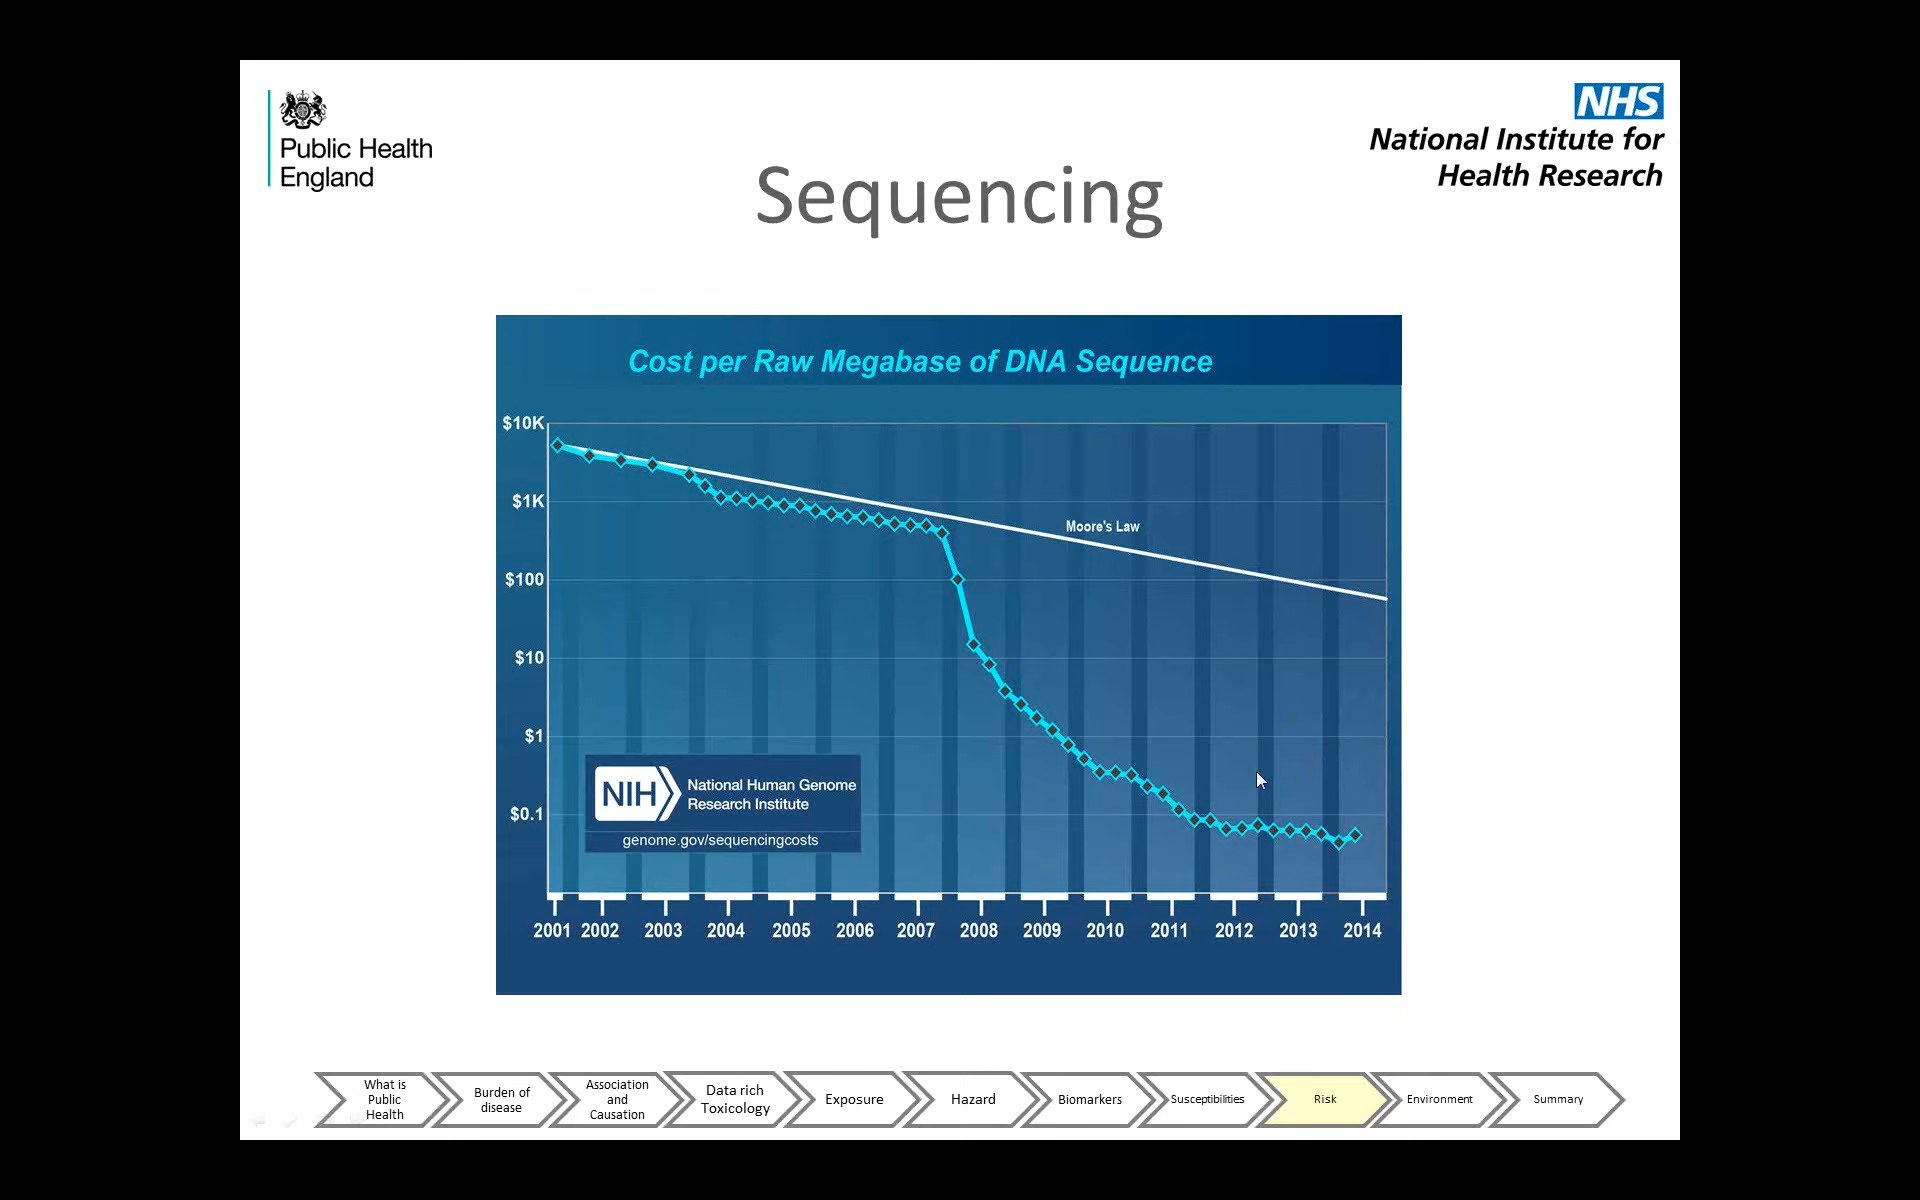 Public Health
England
NHS
National Institute for
Health Research
Sequencing
Cost per Raw Megabase of DNA Sequence
$10K
$1K
$100
$10
$1
$0.1
Moore's Law
NIH
National Human Genome
Research Institute
genome.gov/sequencingcosts
2001 2002 2003 2004 2005 2006 2007 2008 2009 2010 2011 2012 2013 2014
What is
Public
Health
Burden of
disease
Association
and
Causation
Data rich
Toxicology
Exposure
Hazard
Biomarkers
Susceptibilities
Risk
Environment
Summary